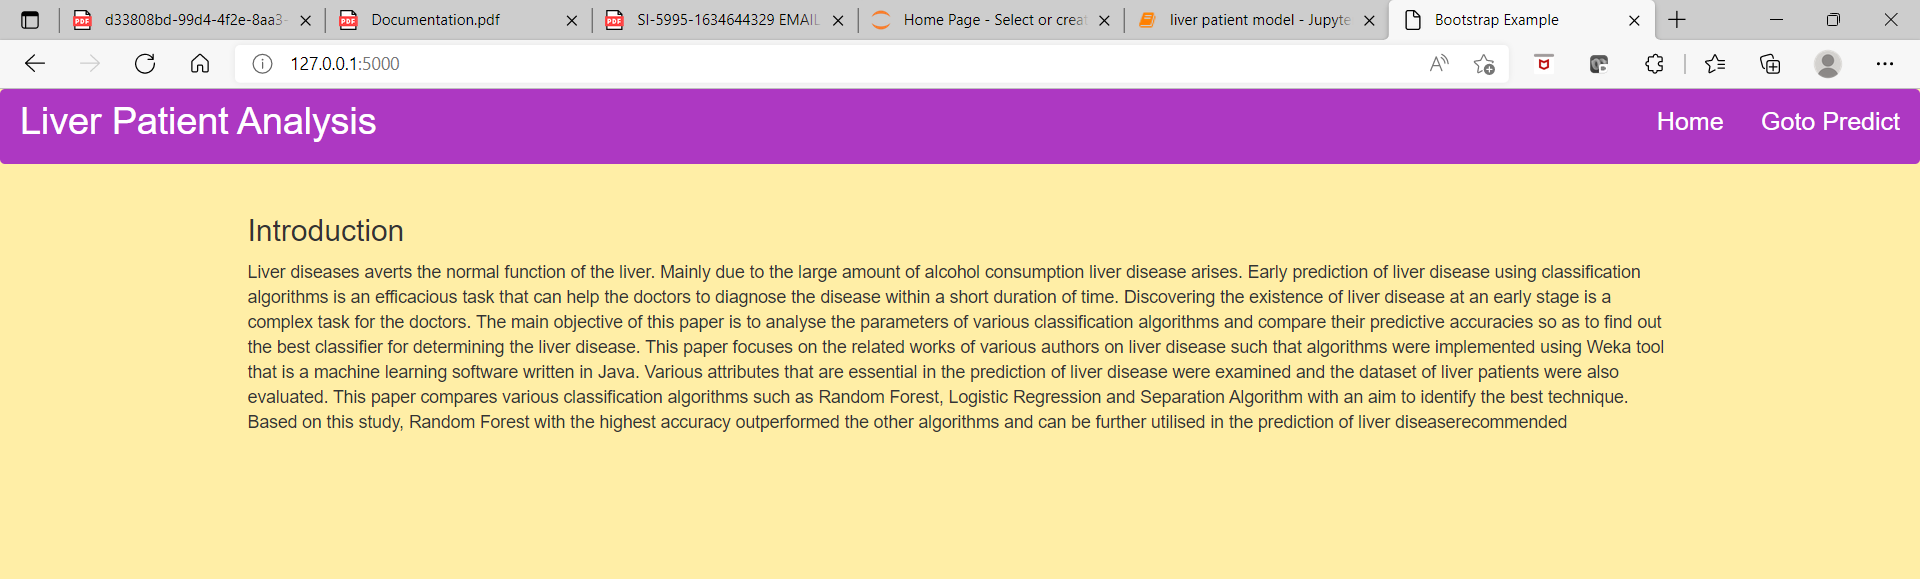 d33808bd-99d4-4f2e-8aa3-
Documentation.pdf
SI-5995-1634644329 EMAIL
Home Page - Select or creat
liver patient model - Jupyte
Bootstrap Example
127.0.0.1:5000
Liver Patient Analysis
Home
Goto Predict
Introduction
Liver diseases averts the normal function of the liver. Mainly due to the large amount of alcohol consumption liver disease arises. Early prediction of liver disease using classification
algorithms is an efficacious task that can help the doctors to diagnose the disease within a short duration of time. Discovering the existence of liver disease at an early stage is a
complex task for the doctors. The main objective of this paper is to analyse the parameters of various classification algorithms and compare their predictive accuracies so as to find out
the best classifier for determining the liver disease. This paper focuses on the related works of various authors on liver disease such that algorithms were implemented using Weka tool
that is a machine learning software written in Java. Various attributes that are essential in the prediction of liver disease were examined and the dataset of liver patients were also
evaluated. This paper compares various classification algorithms such as Random Forest, Logistic Regression and Separation Algorithm with an aim to identify the best technique.
Based on this study, Random Forest with the highest accuracy outperformed the other algorithms and can be further utilised in the prediction of liver diseaserecommended